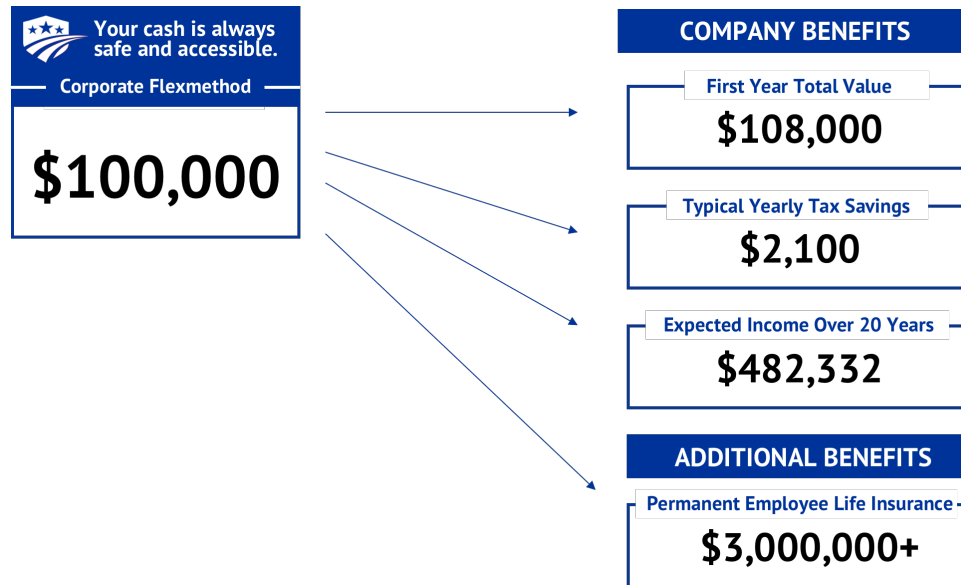 Your cash is always
safe and accessible.
Corporate Flexmethod
$100,000
COMPANY BENEFITS
First Year Total Value
$108,000
Typical Yearly Tax Savings
$2,100
Expected Income Over 20 Years
$482,332
ADDITIONAL BENEFITS
Permanent Employee Life Insurance
$3,000,000+